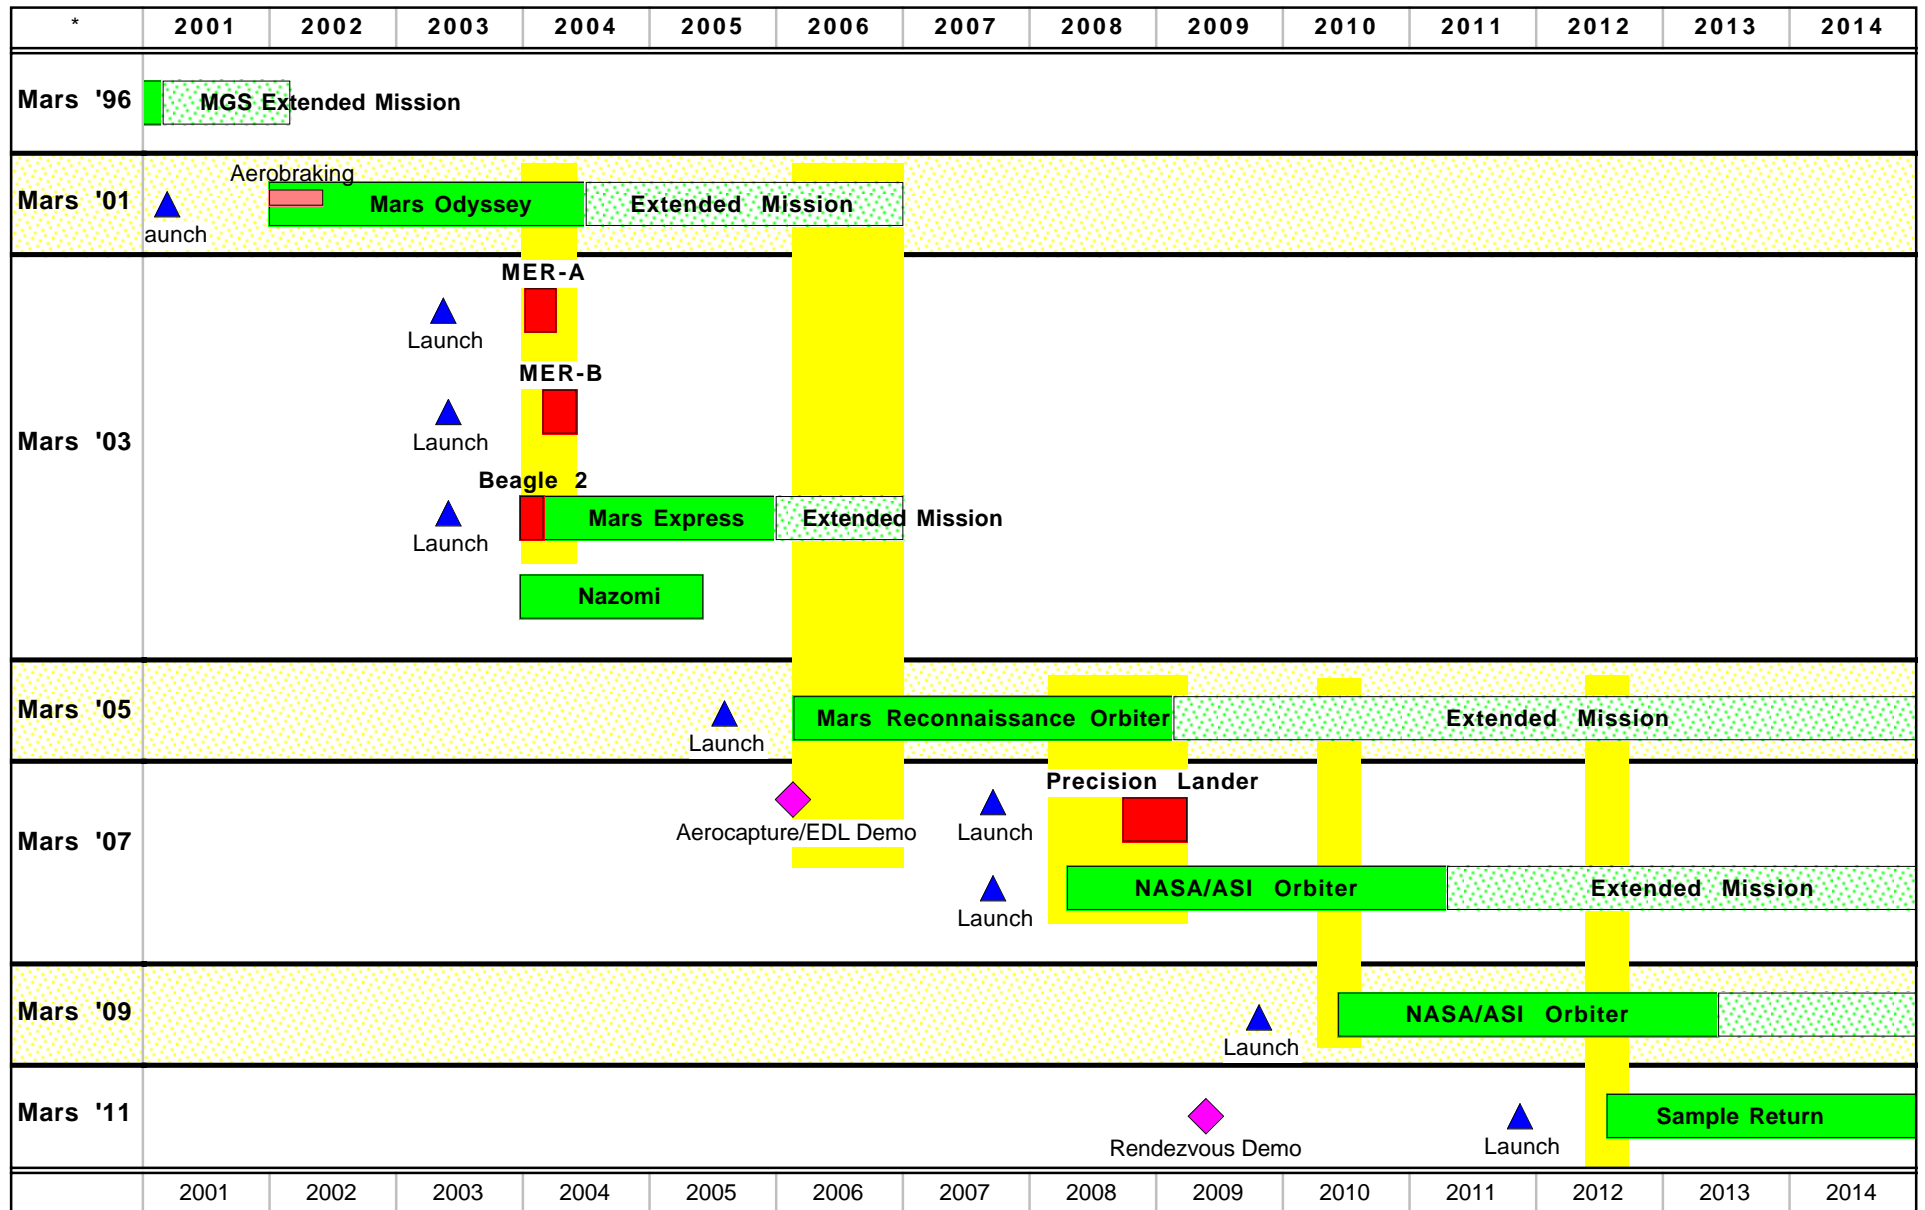 * 2001 2002 2003 2004 2005 2006 2007 2008 2009 2010 2011 2012 2013 2014
Mars '96
MGS Extended Mission
Mars '01
Aerobraking
Mars Odyssey
Extended Mission
aunch
Mars '03
MER-A
Launch
MER-B
Launch
Beagle 2
Mars Express
Extended Mission
Launch
Nazomi
Mars '05
Mars Reconnaissance Orbiter
Extended Mission
Launch
Mars '07
Precision Lander
Aerocapture/EDL Demo
Launch
NASA/ASI Orbiter
Extended Mission
Launch
Mars '09
NASA/ASI Orbiter
Launch
Mars '11
Sample Return
Rendezvous Demo
Launch
2001 2002 2003 2004 2005 2006 2007 2008 2009 2010 2011 2012 2013 2014